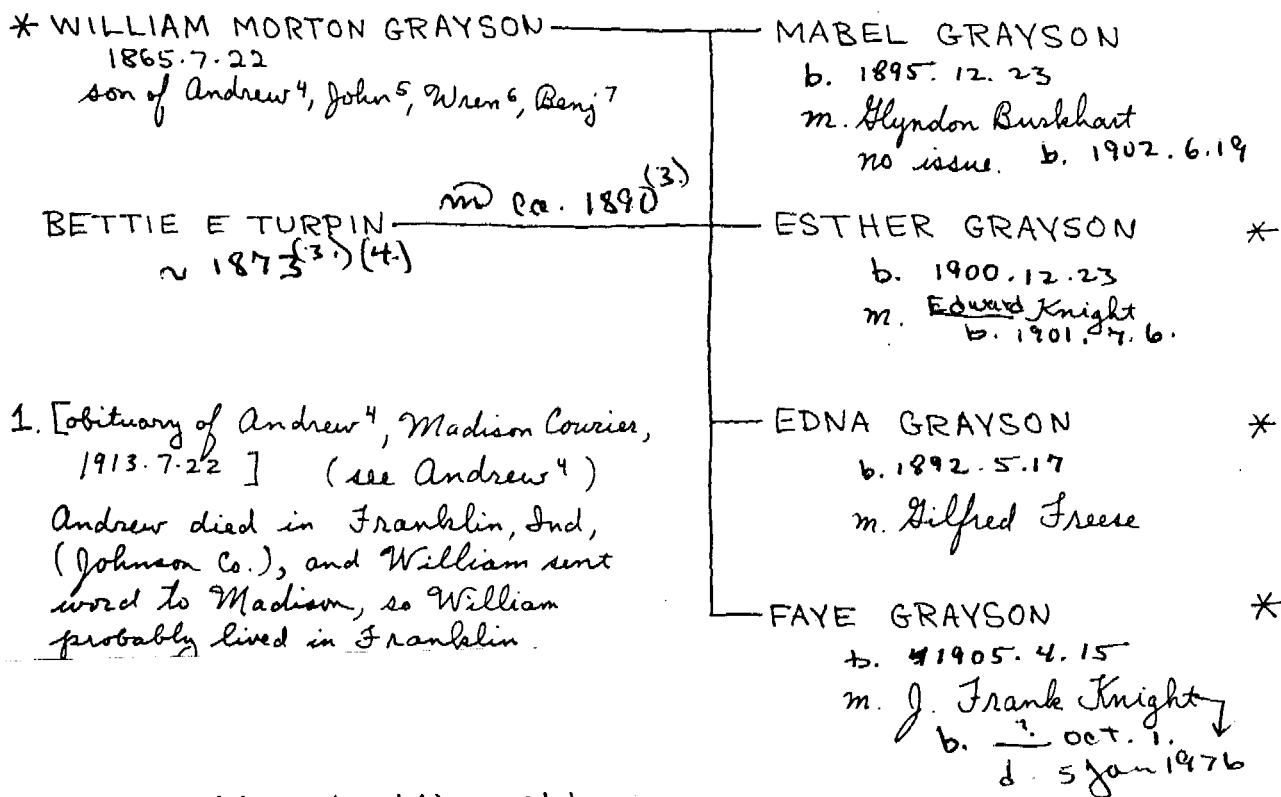 * WILLIAM MORTON GRAYSON
1865.7.22
son of Andrew⁴, John⁵, Wren⁶, Benj⁷
BETTIE E TURPIN
~ 1873 (3.) (4.)
m ca. 1890 (3.)
MABEL GRAYSON
b. 1895.12.23
m. Glyndon Burkhart
no issue. b. 1902.6.19
ESTHER GRAYSON *
b. 1900.12.23
m. Edward Knight
b. 1901.7.6.
EDNA GRAYSON *
b. 1892.5.17
m. Gilfred Freese
FAYE GRAYSON *
b. 1905.4.15
m. J. Frank Knight
b. ? Oct. 1.
d. 5 Jan 1976
1. [obituary of Andrew⁴, Madison Courier,
1913.7.22 ] (see Andrew⁴)
Andrew died in Franklin, Ind,
(Johnson Co.), and William sent
word to Madison, so William
probably lived in Franklin.